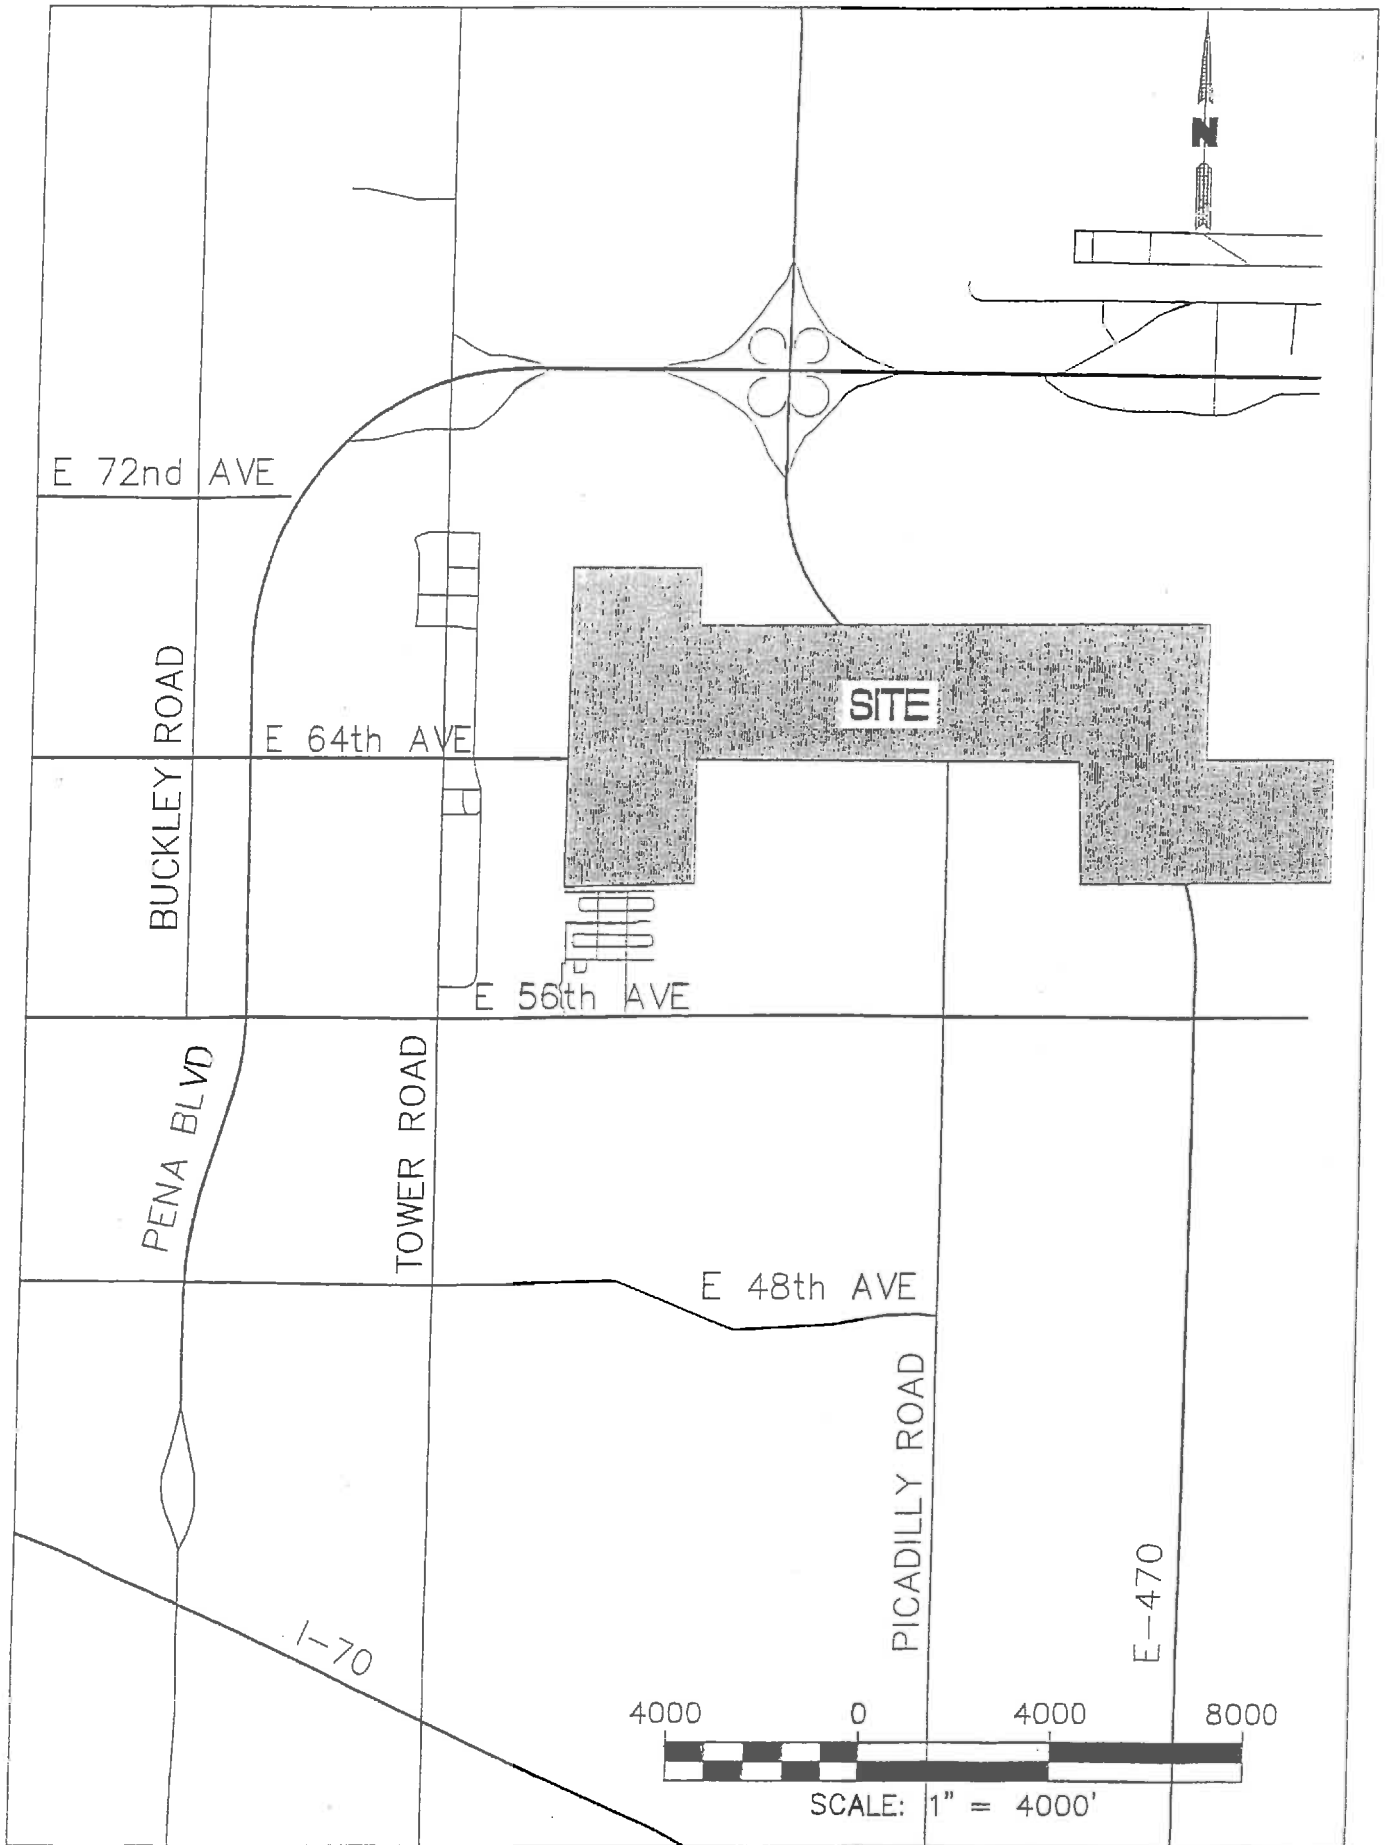 N
E 72nd AVE
SITE
BUCKLEY ROAD
E 64th AVE
E 56th AVE
PENA BLVD
TOWER ROAD
E 48th AVE
PICADILLY ROAD
E-470
I-70
4000 0 4000 8000
SCALE: 1" = 4000'